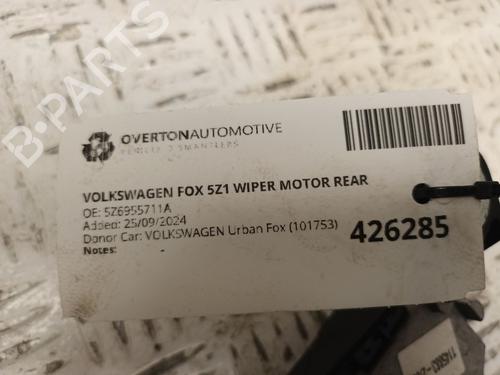 B-PARTS
OVERTONAUTOMOTIVE
VEHICLE DISMANTLERS
VOLKSWAGEN FOX 5Z1 WIPER MOTOR REAR
OE: 5Z6955711A
Added: 25/09/2024
Donor Car: VOLKSWAGEN Urban Fox (101753)
Notes:
426285